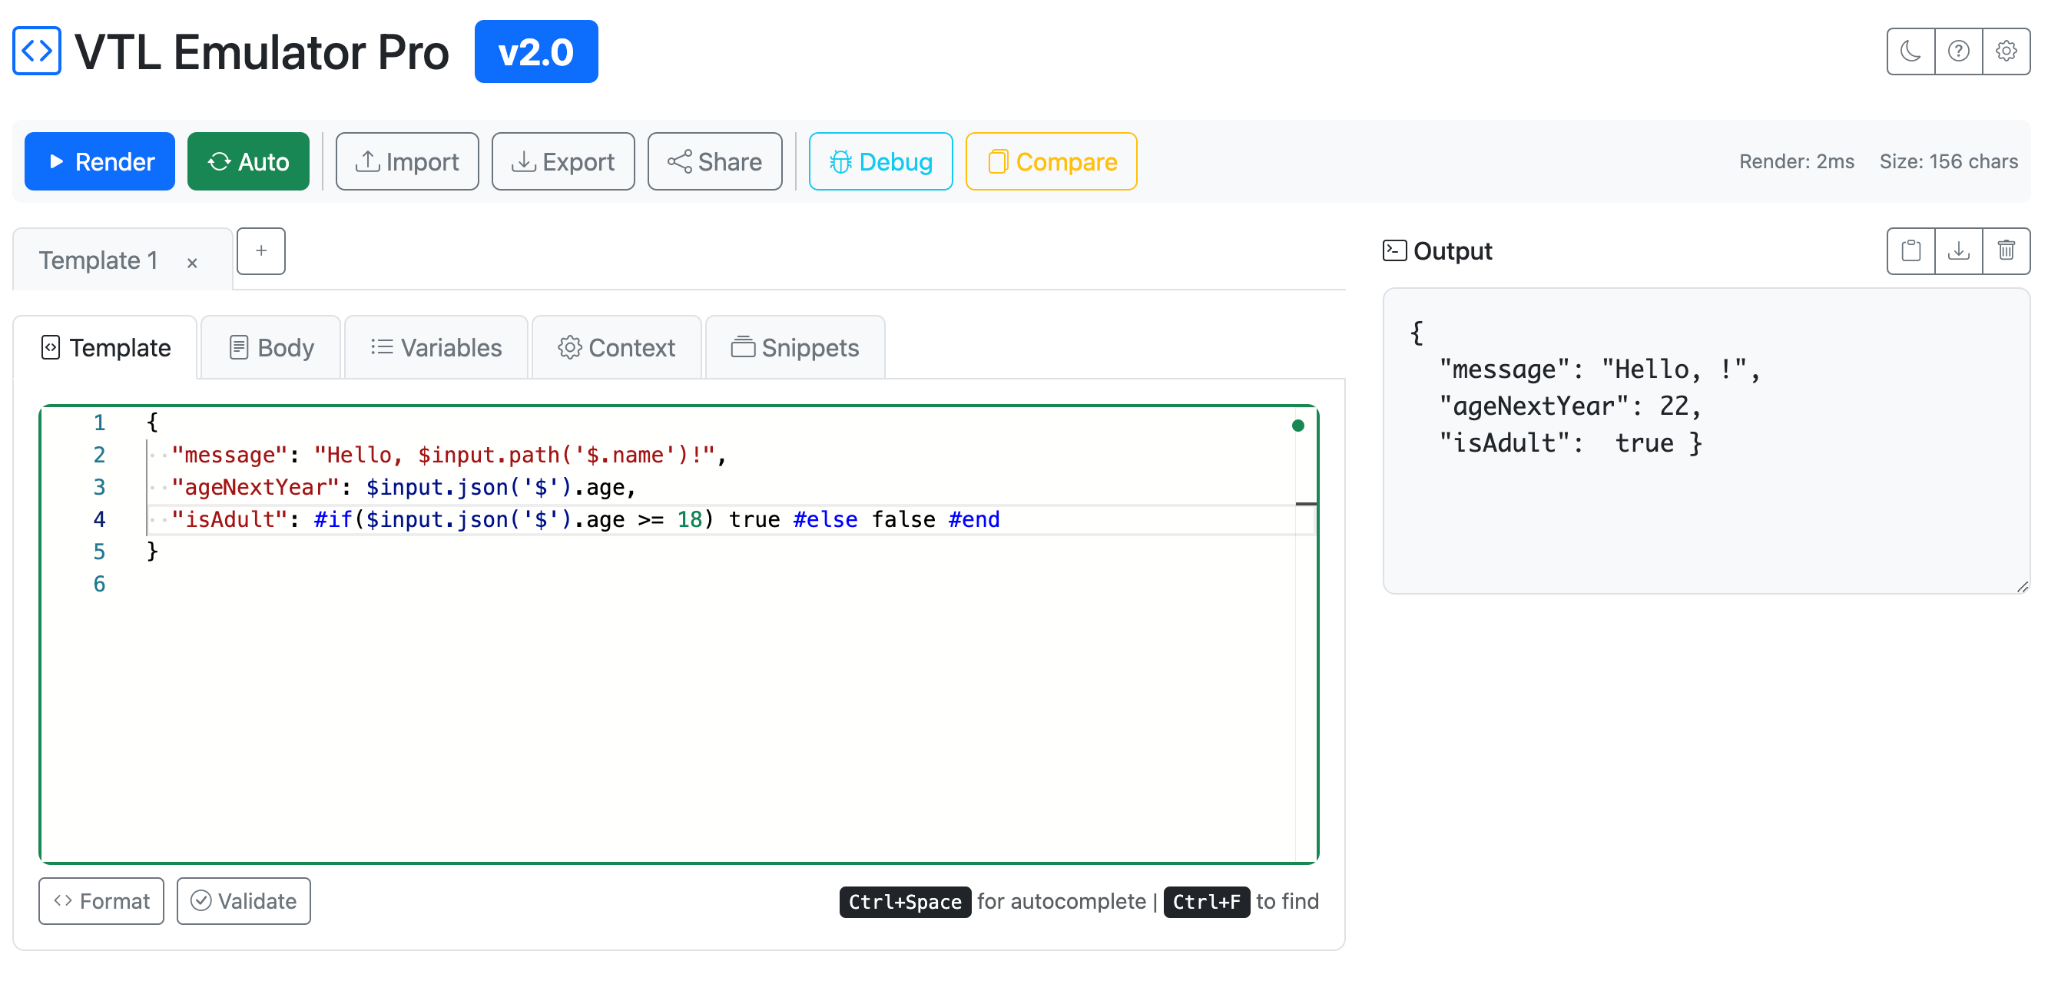 VTL Emulator Pro v2.0
Render Auto Import Export Share Debug Compare Render: 2ms Size: 156 chars
Template 1 × +
Template Body Variables Context Snippets
1 {
2 "message": "Hello, $input.path('$.name')!",
3 "ageNextYear": $input.json('$').age,
4 "isAdult": #if($input.json('$').age >= 18) true #else false #end
5 }
6
Format Validate Ctrl+Space for autocomplete | Ctrl+F to find
Output
{
"message": "Hello, !",
"ageNextYear": 22,
"isAdult":  true }